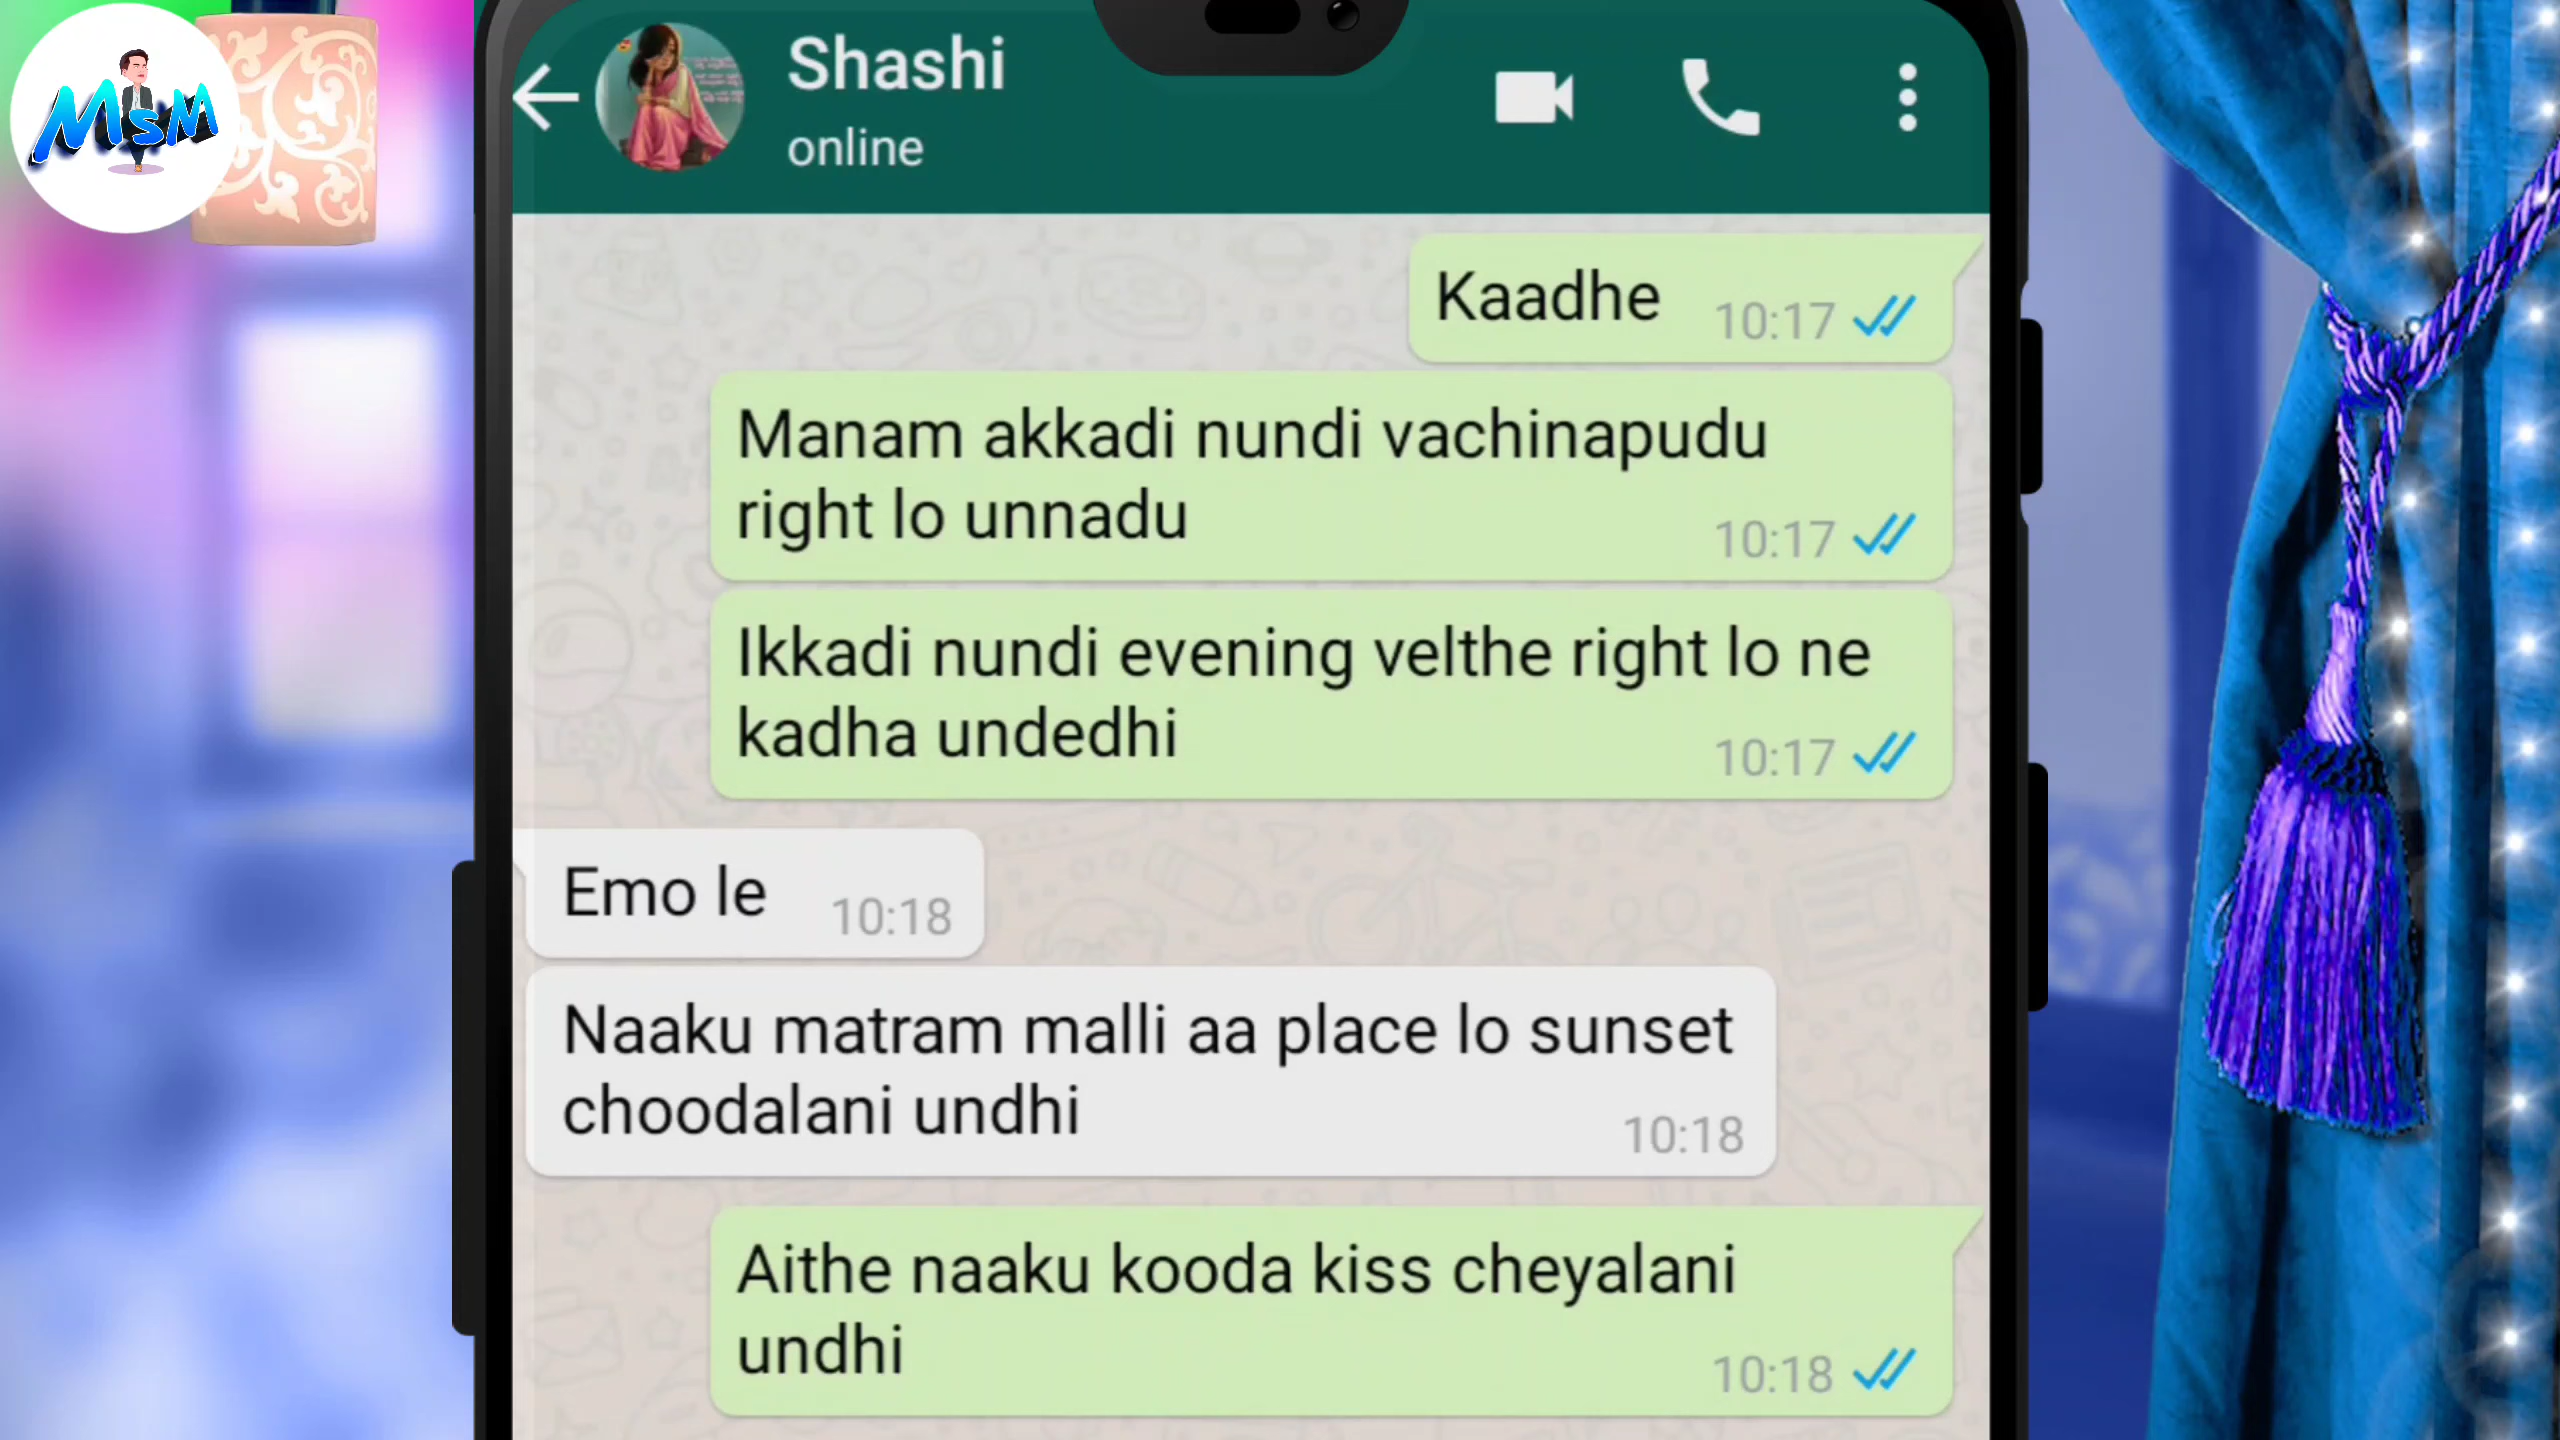 MsM
Shashi
online
Kaadhe 10:17
Manam akkadi nundi vachinapudu
right lo unnadu 10:17
Ikkadi nundi evening velthe right lo ne
kadha undedhi 10:17
Emo le 10:18
Naaku matram malli aa place lo sunset
choodalani undhi 10:18
Aithe naaku kooda kiss cheyalani
undhi 10:18